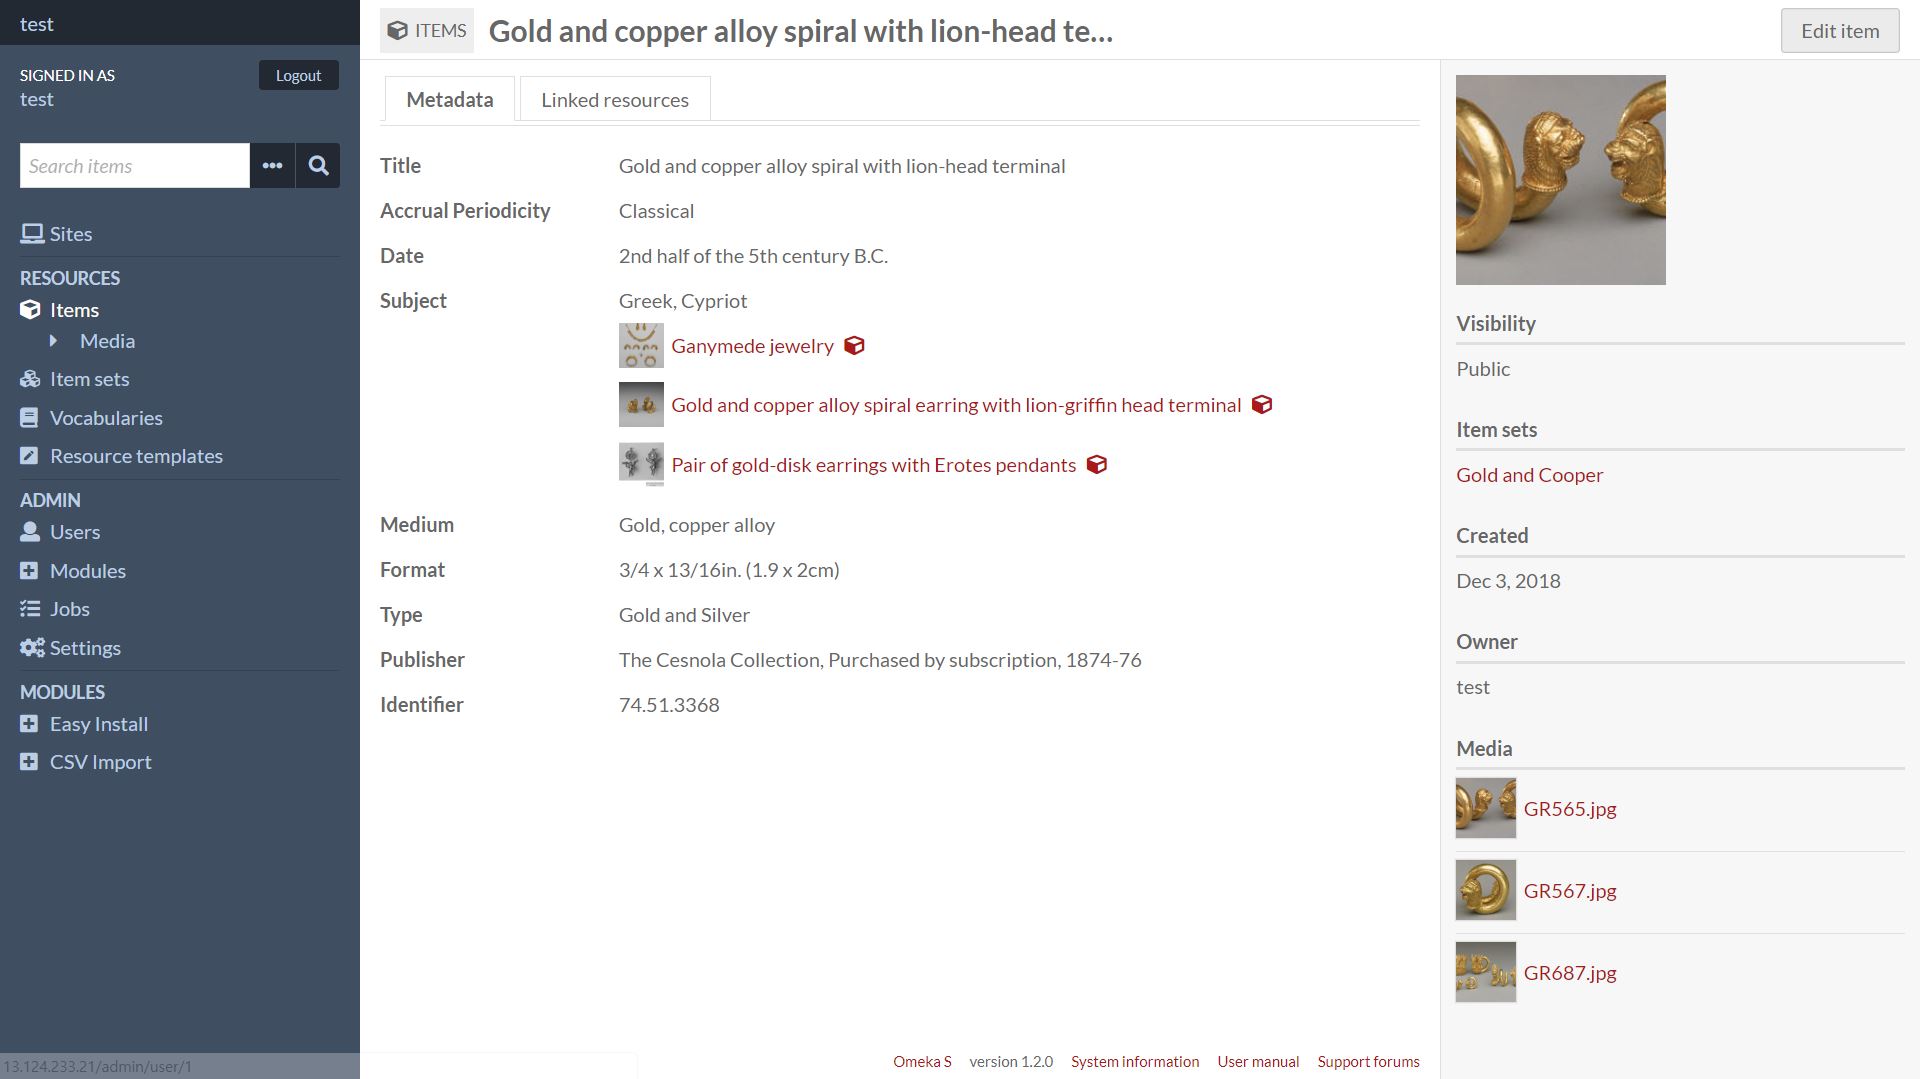 test
SIGNED IN AS
Logout
test
Search items
Sites
RESOURCES
Items
Media
Item sets
Vocabularies
Resource templates
ADMIN
Users
Modules
Jobs
Settings
MODULES
Easy Install
CSV Import
13.124.233.21/admin/user/1
ITEMS Gold and copper alloy spiral with lion-head te...
Edit item
Metadata Linked resources
Title Gold and copper alloy spiral with lion-head terminal
Accrual Periodicity Classical
Date 2nd half of the 5th century B.C.
Subject Greek, Cypriot
Ganymede jewelry
Gold and copper alloy spiral earring with lion-griffin head terminal
Pair of gold-disk earrings with Erotes pendants
Medium Gold, copper alloy
Format 3/4 x 13/16in. (1.9 x 2cm)
Type Gold and Silver
Publisher The Cesnola Collection, Purchased by subscription, 1874-76
Identifier 74.51.3368
Visibility
Public
Item sets
Gold and Cooper
Created
Dec 3, 2018
Owner
test
Media
GR565.jpg
GR567.jpg
GR687.jpg
Omeka S version 1.2.0 System information User manual Support forums